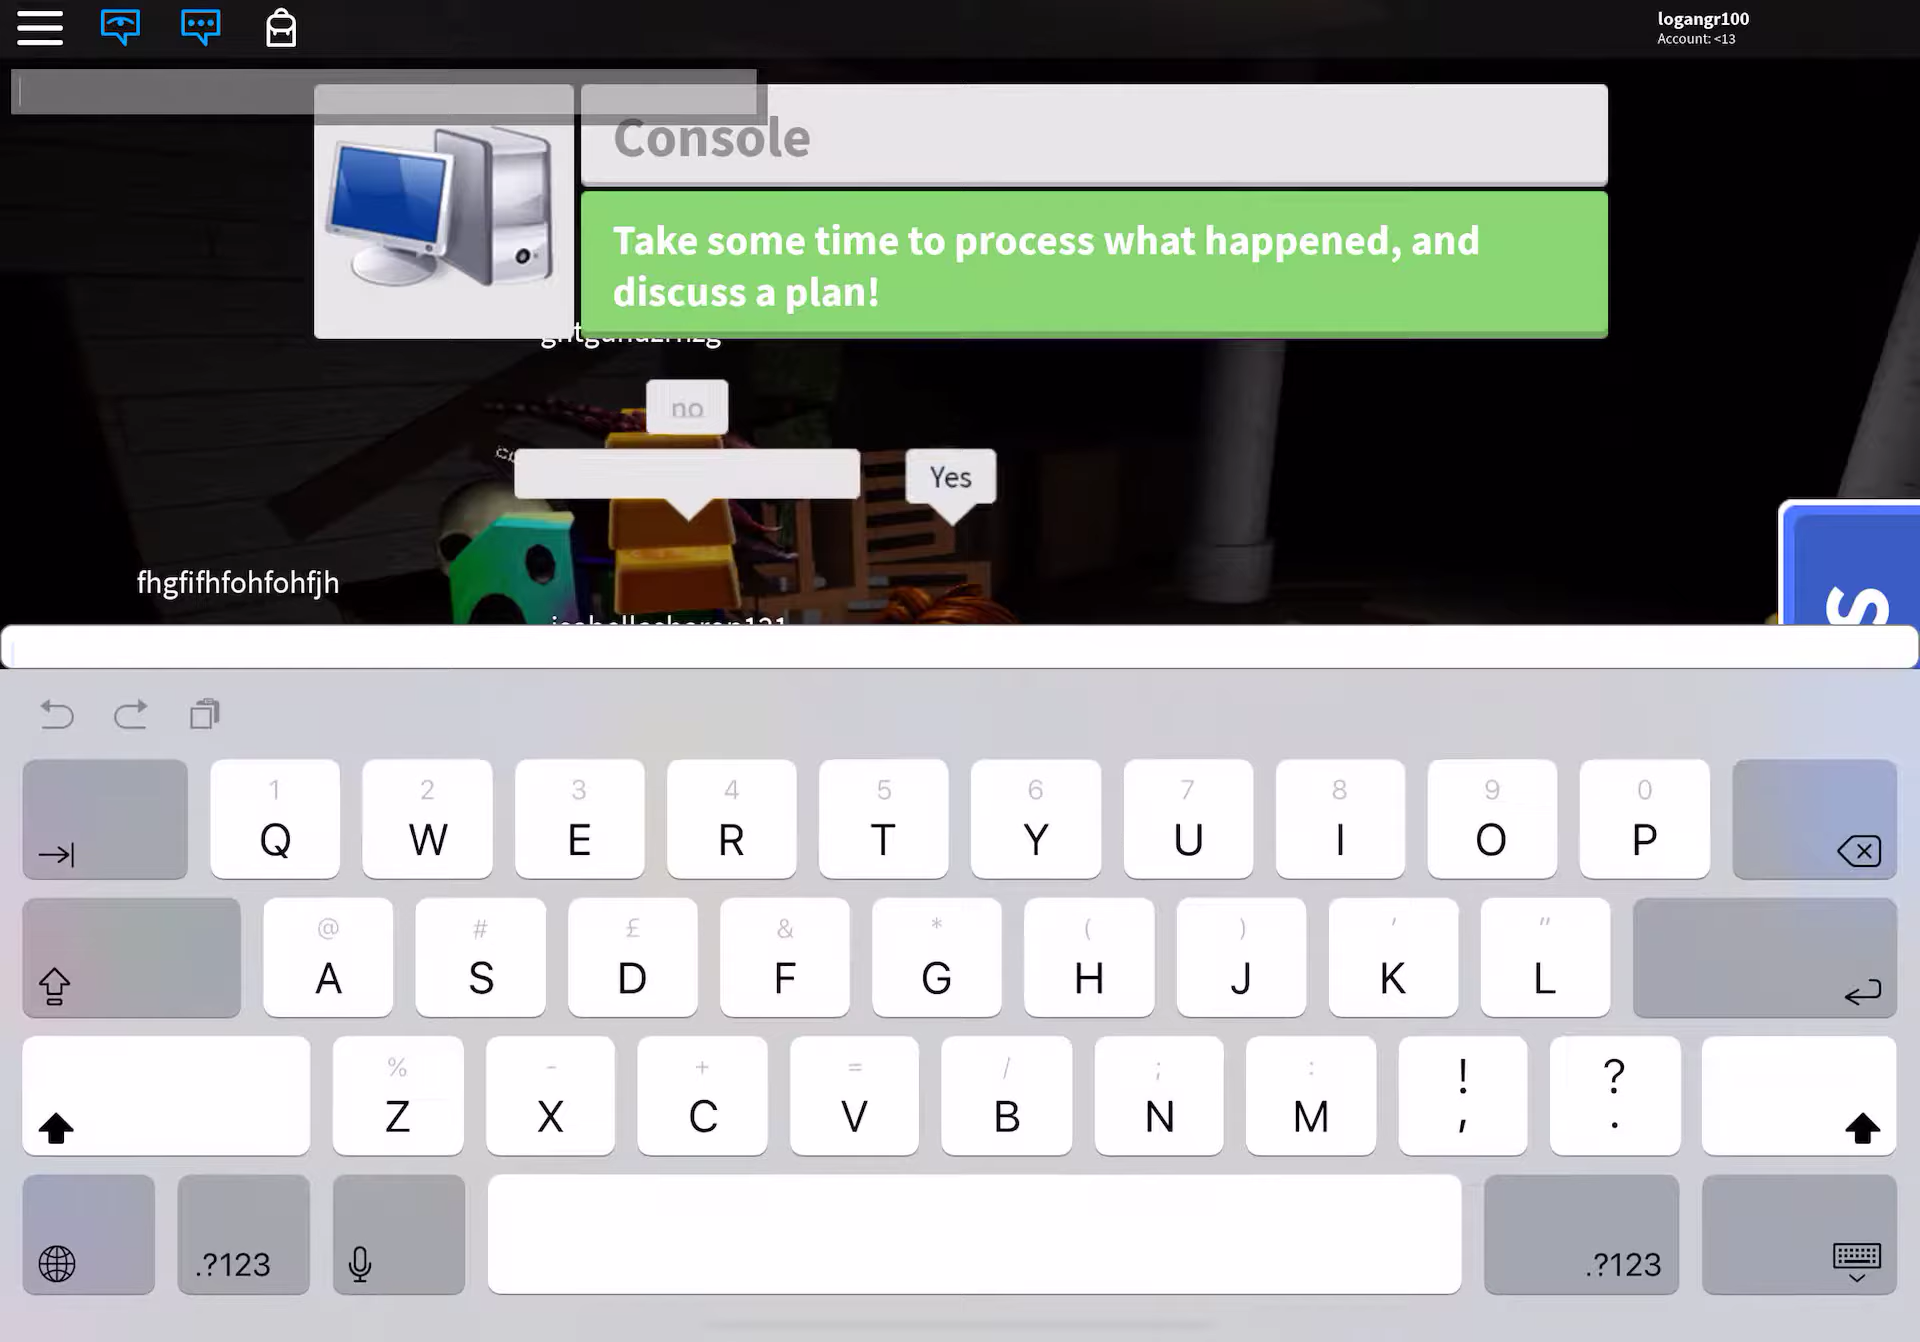 logangr100
Account: <13
Console
Take some time to process what happened, and
discuss a plan!
no
Yes
fhgfifhfohfohfjh
S
1 2 3 4 5 6 7 8 9 0
Q W E R T Y U I O P
@ # £ & * ( ) ' "
A S D F G H J K L
% - + = / ; : ! ?
Z X C V B N M , .
.?123 .?123